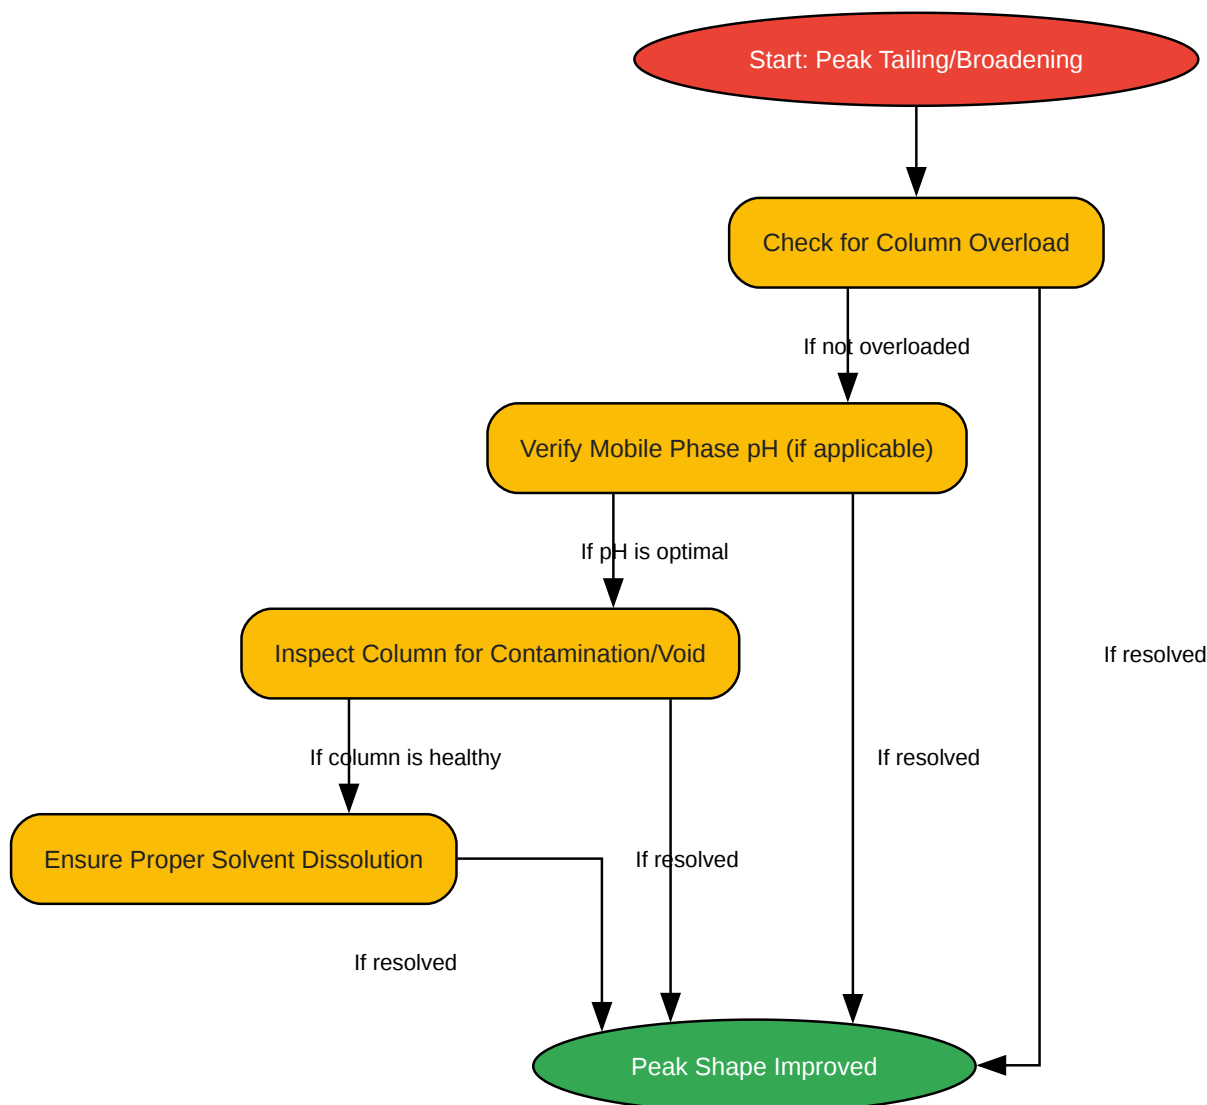 Start: Peak Tailing/Broadening
Check for Column Overload
If not overloaded
Verify Mobile Phase pH (if applicable)
If pH is optimal
Inspect Column for Contamination/Void
If resolved
If column is healthy
If resolved
Ensure Proper Solvent Dissolution
If resolved
If resolved
Peak Shape Improved